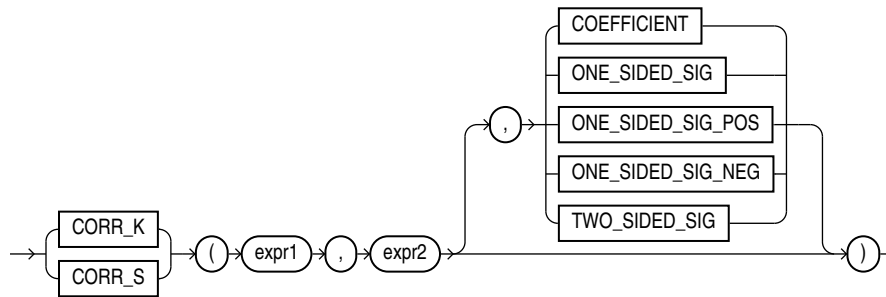 COEFFICIENT
ONE_SIDED_SIG
, ONE_SIDED_SIG_POS
ONE_SIDED_SIG_NEG
TWO_SIDED_SIG
CORR_K
CORR_S
( expr1 , expr2 )